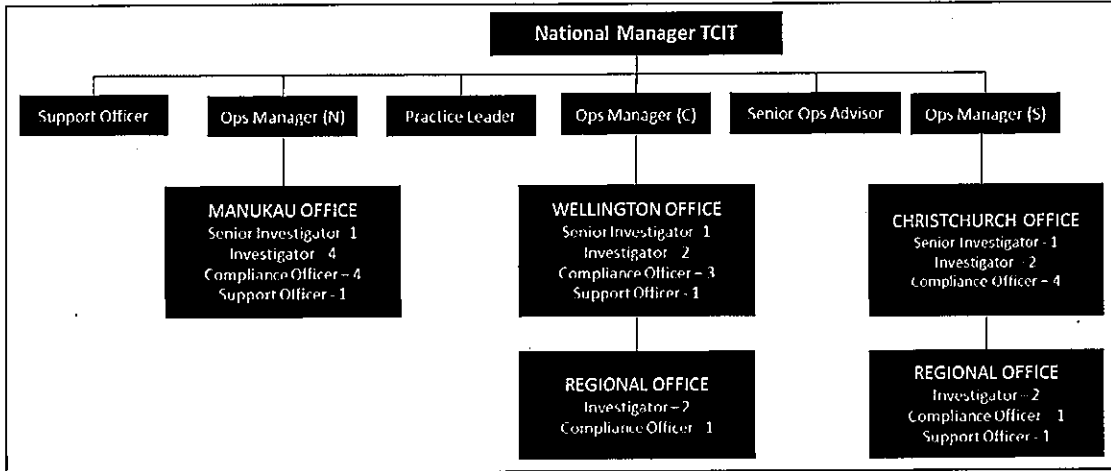 National Manager TCIT
Support Officer
Ops Manager (N)
Practice Leader
Ops Manager (C)
Senior Ops Advisor
Ops Manager (S)
MANUKAU OFFICE
Senior Investigator - 1
Investigator - 4
Compliance Officer – 4
Support Officer - 1
WELLINGTON OFFICE
Senior Investigator - 1
Investigator - 2
Compliance Officer – 3
Support Officer - 1
CHRISTCHURCH OFFICE
Senior Investigator - 1
Investigator - 2
Compliance Officer – 4
REGIONAL OFFICE
Investigator – 2
Compliance Officer - 1
REGIONAL OFFICE
Investigator – 2
Compliance Officer - 1
Support Officer - 1